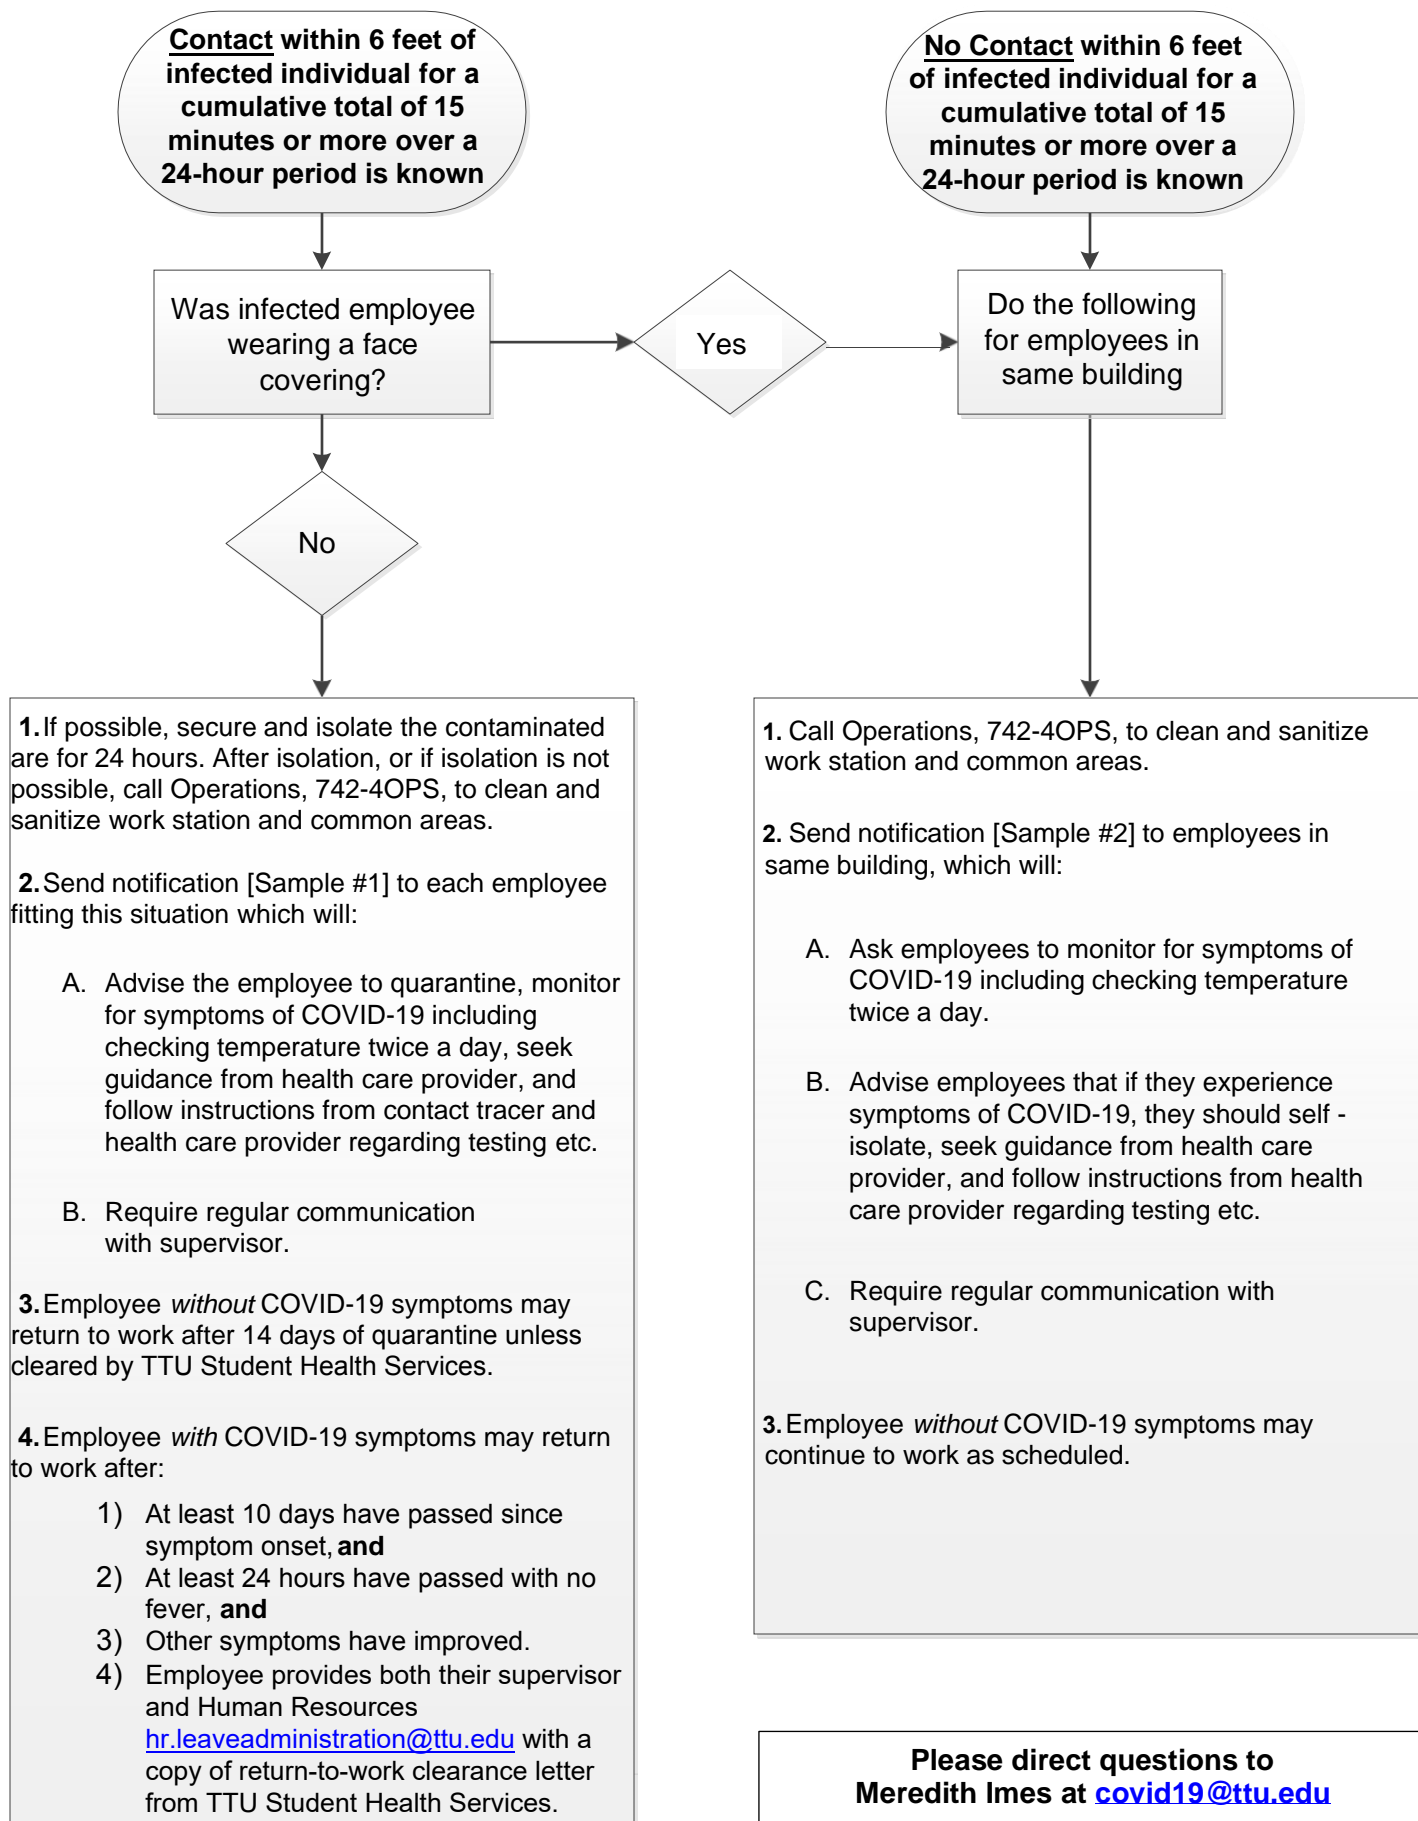 Contact within 6 feet of
infected individual for a
cumulative total of 15
minutes or more over a
24-hour period is known
No Contact within 6 feet
of infected individual for a
cumulative total of 15
minutes or more over a
24-hour period is known
Was infected employee
wearing a face
covering?
Yes
Do the following
for employees in
same building
No
1. If possible, secure and isolate the contaminated
are for 24 hours. After isolation, or if isolation is not
possible, call Operations, 742-4OPS, to clean and
sanitize work station and common areas.
2. Send notification [Sample #1] to each employee
fitting this situation which will:
A. Advise the employee to quarantine, monitor
for symptoms of COVID-19 including
checking temperature twice a day, seek
guidance from health care provider, and
follow instructions from contact tracer and
health care provider regarding testing etc.
B. Require regular communication
with supervisor.
3. Employee without COVID-19 symptoms may
return to work after 14 days of quarantine unless
cleared by TTU Student Health Services.
4. Employee with COVID-19 symptoms may return
to work after:
1) At least 10 days have passed since
symptom onset, and
2) At least 24 hours have passed with no
fever, and
3) Other symptoms have improved.
4) Employee provides both their supervisor
and Human Resources
hr.leaveadministration@ttu.edu with a
copy of return-to-work clearance letter
from TTU Student Health Services.
1. Call Operations, 742-4OPS, to clean and sanitize
work station and common areas.
2. Send notification [Sample #2] to employees in
same building, which will:
A. Ask employees to monitor for symptoms of
COVID-19 including checking temperature
twice a day.
B. Advise employees that if they experience
symptoms of COVID-19, they should self -
isolate, seek guidance from health care
provider, and follow instructions from health
care provider regarding testing etc.
C. Require regular communication with
supervisor.
3. Employee without COVID-19 symptoms may
continue to work as scheduled.
Please direct questions to
Meredith Imes at covid19@ttu.edu